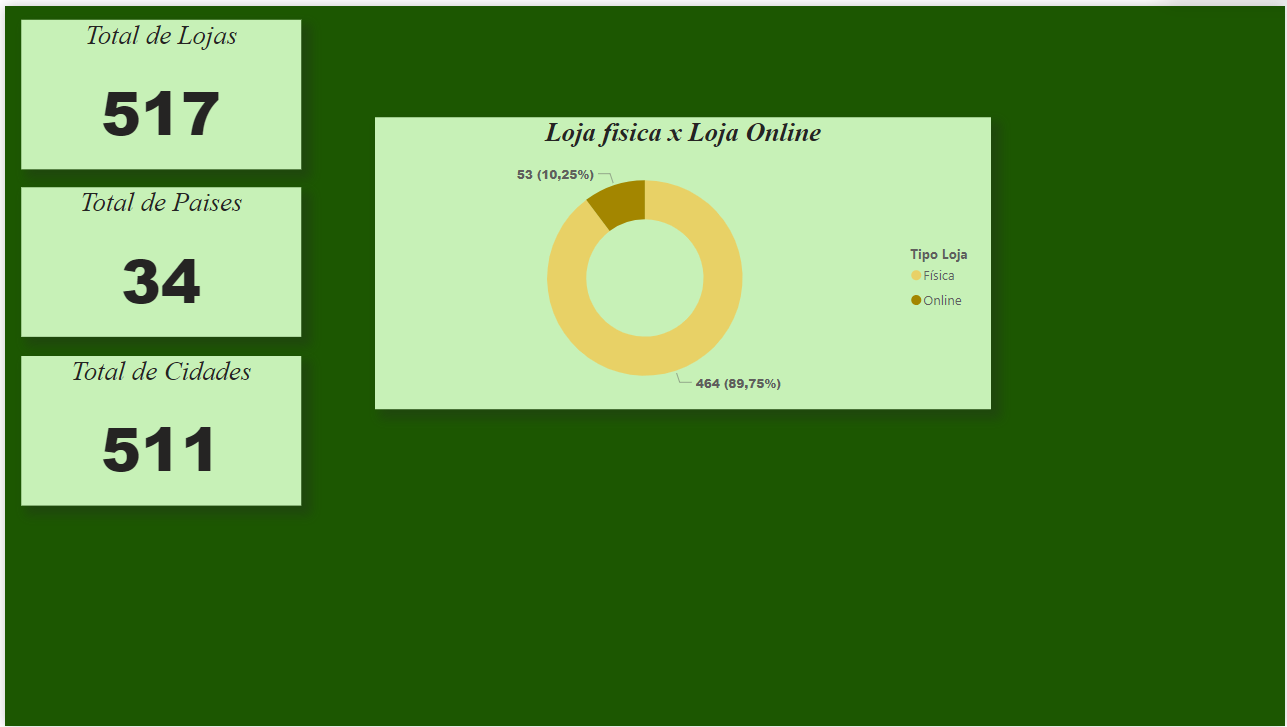 Total de Lojas
517
Total de Paises
34
Total de Cidades
511
Loja fisica x Loja Online
53 (10,25%)
464 (89,75%)
Tipo Loja
Física
Online